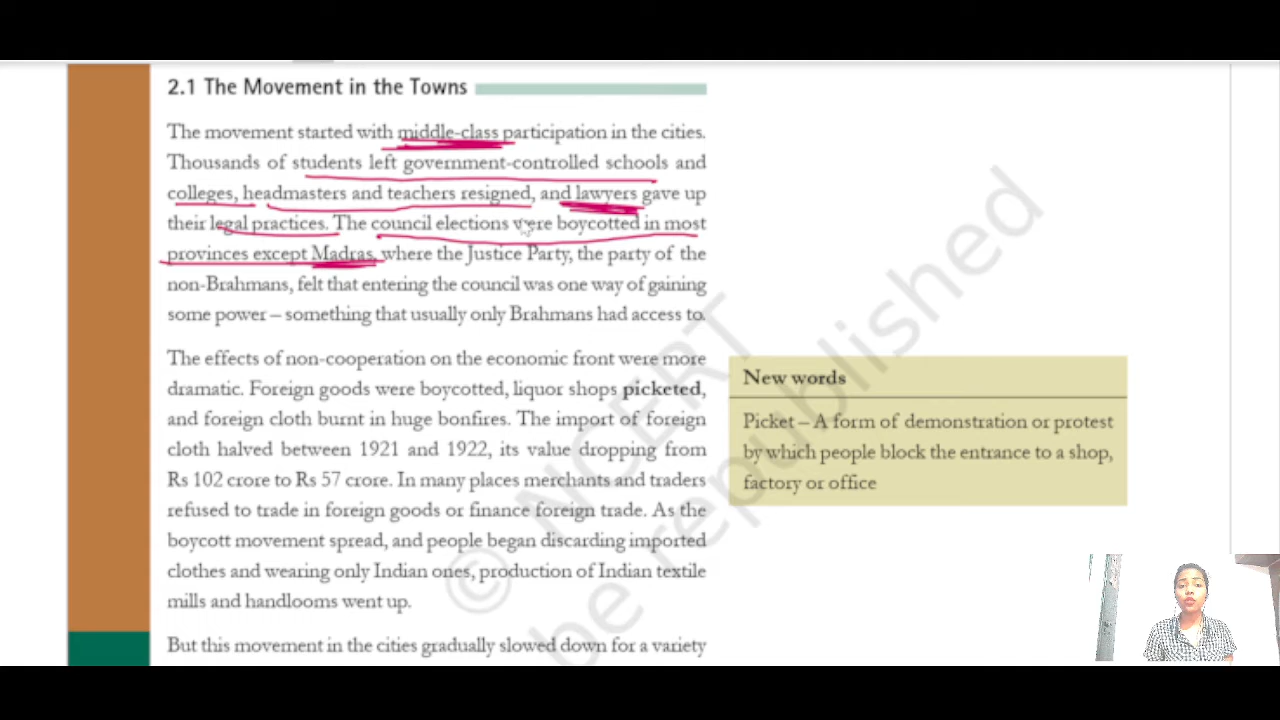 2.1 The Movement in the Towns
The movement started with middle-class participation in the cities.
Thousands of students left government-controlled schools and
colleges, headmasters and teachers resigned, and lawyers gave up
their legal practices. The council elections were boycotted in most
provinces except Madras, where the Justice Party, the party of the
non-Brahmans, felt that entering the council was one way of gaining
some power – something that usually only Brahmans had access to.
The effects of non-cooperation on the economic front were more
dramatic. Foreign goods were boycotted, liquor shops picketed,
and foreign cloth burnt in huge bonfires. The import of foreign
cloth halved between 1921 and 1922, its value dropping from
Rs 102 crore to Rs 57 crore. In many places merchants and traders
refused to trade in foreign goods or finance foreign trade. As the
boycott movement spread, and people began discarding imported
clothes and wearing only Indian ones, production of Indian textile
mills and handlooms went up.
But this movement in the cities gradually slowed down for a variety
New words
Picket – A form of demonstration or protest
by which people block the entrance to a shop,
factory or office
© NCERT
be republished